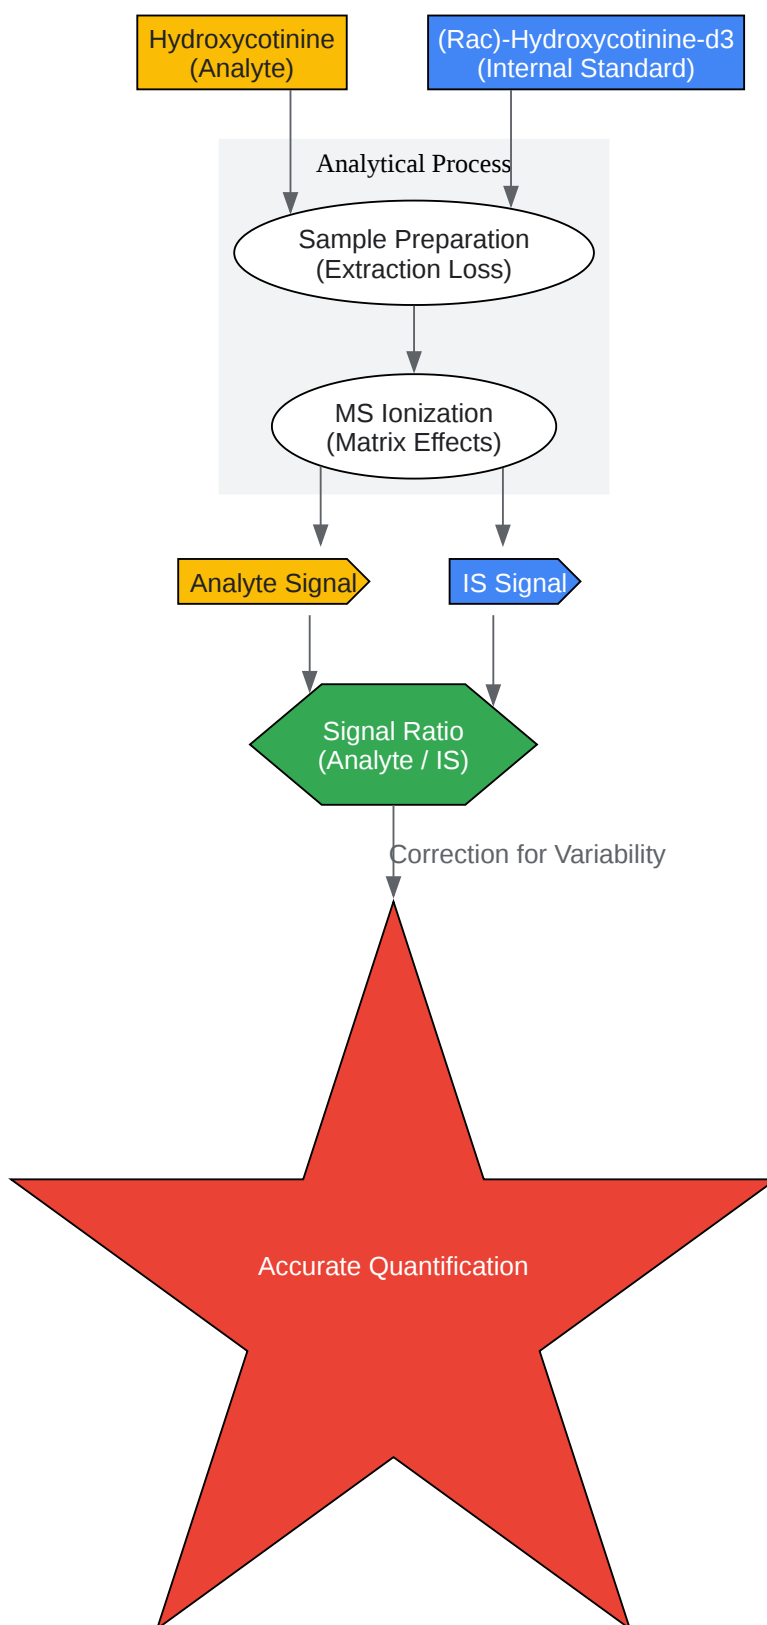 Hydroxycotinine
(Analyte)
(Rac)-Hydroxycotinine-d3
(Internal Standard)
Analytical Process
Sample Preparation
(Extraction Loss)
MS Ionization
(Matrix Effects)
Analyte Signal
IS Signal
Signal Ratio
(Analyte / IS)
Correction for Variability
Accurate Quantification